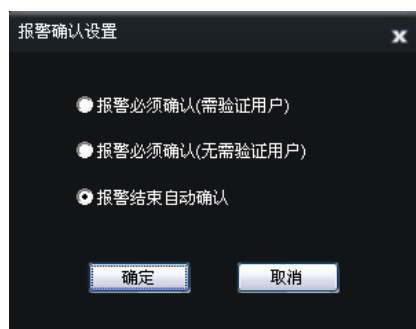 报警确认设置
报警必须确认(需验证用户)
报警必须确认(无需验证用户)
报警结束自动确认
确定 取消